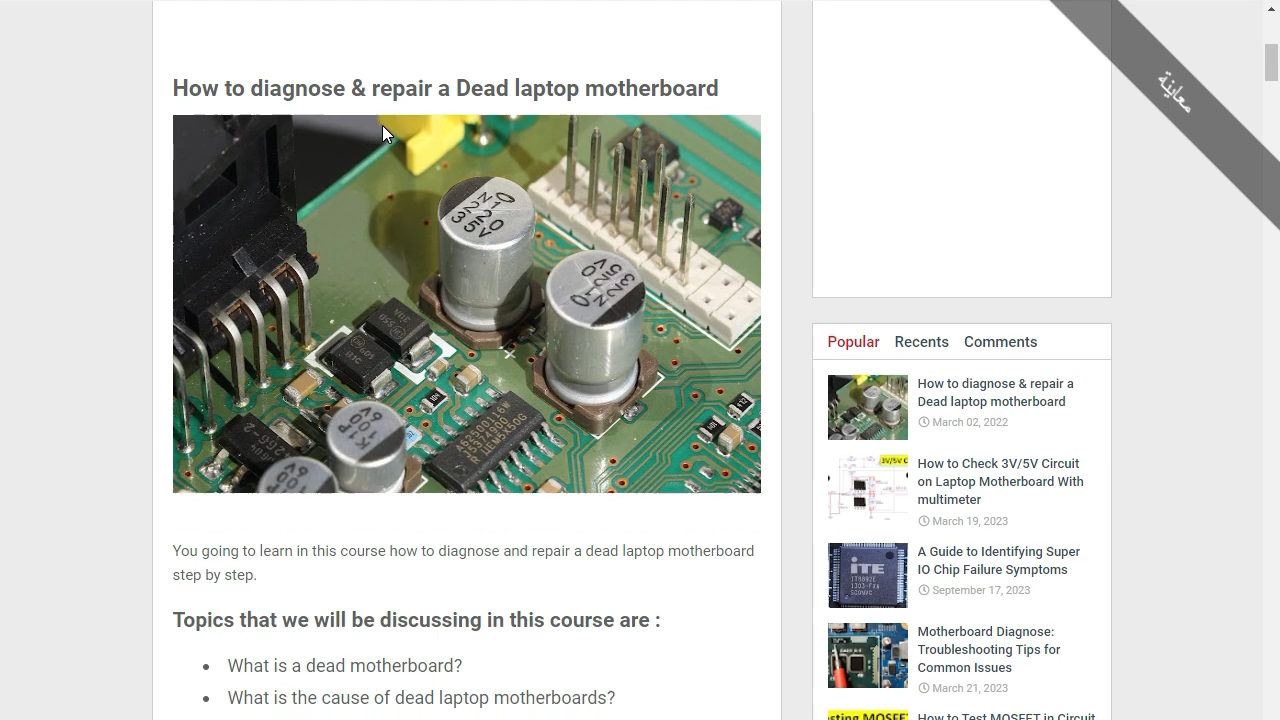 How to diagnose & repair a Dead laptop motherboard
معاينة
You going to learn in this course how to diagnose and repair a dead laptop motherboard
step by step.
Topics that we will be discussing in this course are :
• What is a dead motherboard?
• What is the cause of dead laptop motherboards?
Popular Recents Comments
How to diagnose & repair a
Dead laptop motherboard
March 02, 2022
How to Check 3V/5V Circuit
on Laptop Motherboard With
multimeter
March 19, 2023
A Guide to Identifying Super
IO Chip Failure Symptoms
September 17, 2023
Motherboard Diagnose:
Troubleshooting Tips for
Common Issues
March 21, 2023
How to Test MOSFET in Circuit